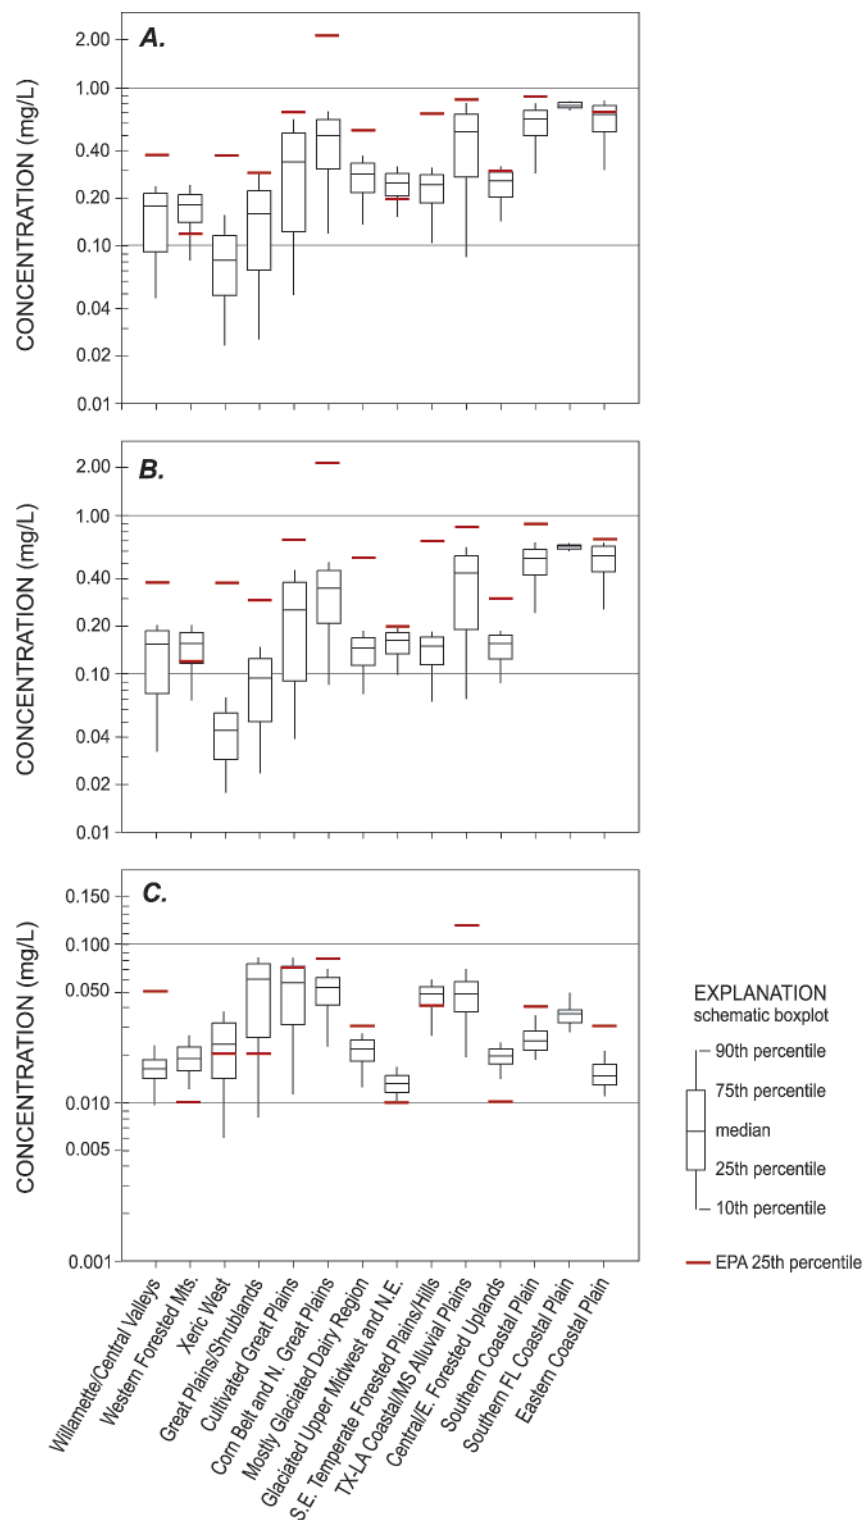 A.
CONCENTRATION (mg/L)
2.00
1.00
0.40
0.20
0.10
0.04
0.02
0.01
B.
CONCENTRATION (mg/L)
2.00
1.00
0.40
0.20
0.10
0.04
0.02
0.01
C.
CONCENTRATION (mg/L)
0.150
0.100
0.050
0.010
0.005
0.001
Willamette/Central Valleys
Western Forested Mts.
Xeric West
Great Plains/Shrublands
Cultivated Great Plains
Corn Belt and N. Great Plains
Mostly Glaciated Dairy Region
Glaciated Upper Midwest and N.E.
S.E. Temperate Forested Plains/Hills
TX-LA Coastal/MS Alluvial Plains
Central/E. Forested Uplands
Southern Coastal Plain
Southern FL Coastal Plain
Eastern Coastal Plain
EXPLANATION
schematic boxplot
90th percentile
75th percentile
median
25th percentile
10th percentile
EPA 25th percentile